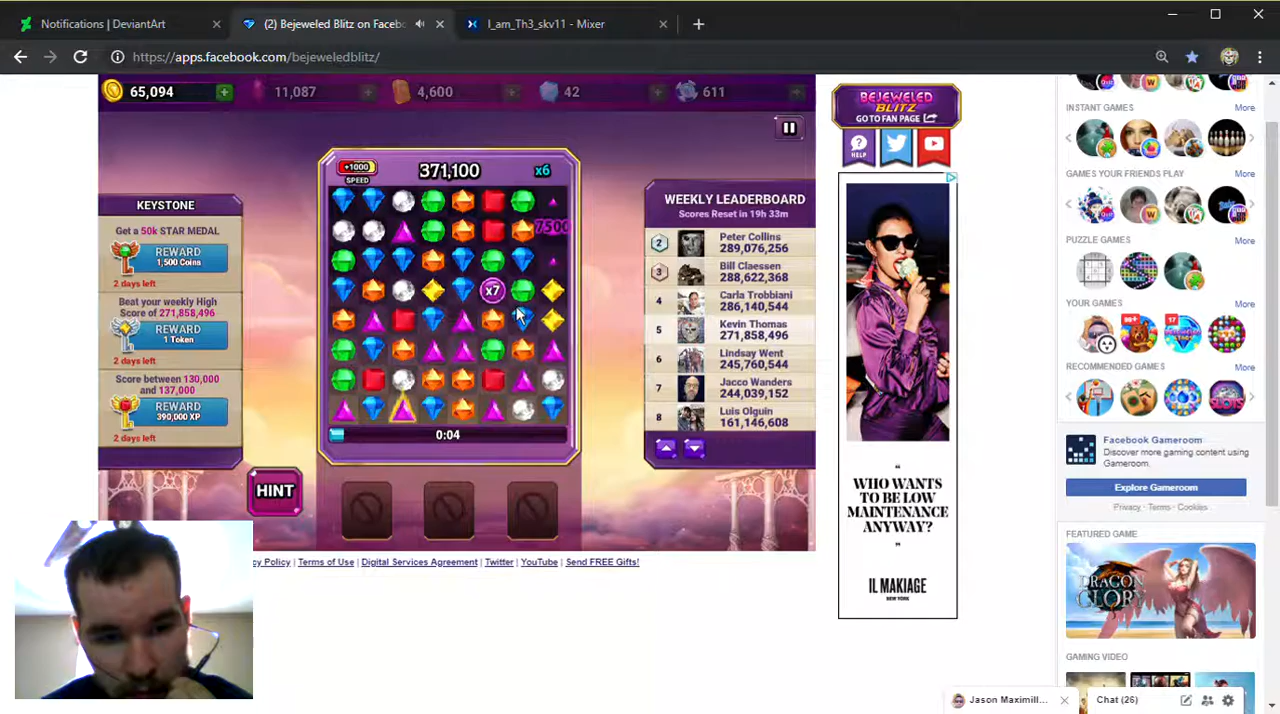 Notifications | DeviantArt
(2) Bejeweled Blitz on Facebo
I_am_Th3_skv11 - Mixer
https://apps.facebook.com/bejeweledblitz/
65,094
11,087
4,600
42
611
+1000
SPEED
371,100
x6
7500
x7
0:04
KEYSTONE
Get a 50k STAR MEDAL
REWARD
1,500 Coins
2 days left
Beat your weekly High
Score of 271,858,496
REWARD
1 Token
2 days left
Score between 130,000
and 137,000
REWARD
390,000 XP
2 days left
HINT
WEEKLY LEADERBOARD
Scores Reset in 19h 33m
2
Peter Collins
289,076,256
3
Bill Claessen
288,622,368
4
Carla Trobbiani
286,140,544
5
Kevin Thomas
271,858,496
6
Lindsay Went
245,760,544
7
Jacco Wanders
244,039,152
8
Luis Olguin
161,146,608
cy Policy | Terms of Use | Digital Services Agreement | Twitter | YouTube | Send FREE Gifts!
BEJEWELED
BLITZ
GO TO FAN PAGE
HELP
WHO WANTS
TO BE LOW
MAINTENANCE
ANYWAY?
IL MAKIAGE
NEW YORK
INSTANT GAMES
More
GAMES YOUR FRIENDS PLAY
More
PUZZLE GAMES
More
YOUR GAMES
More
RECOMMENDED GAMES
More
SLOTS
Facebook Gameroom
Discover more gaming content using
Gameroom.
Explore Gameroom
Privacy · Terms · Cookies
FEATURED GAME
DRAGON
GLORY
GAMING VIDEO
Jason Maximill...
Chat (26)